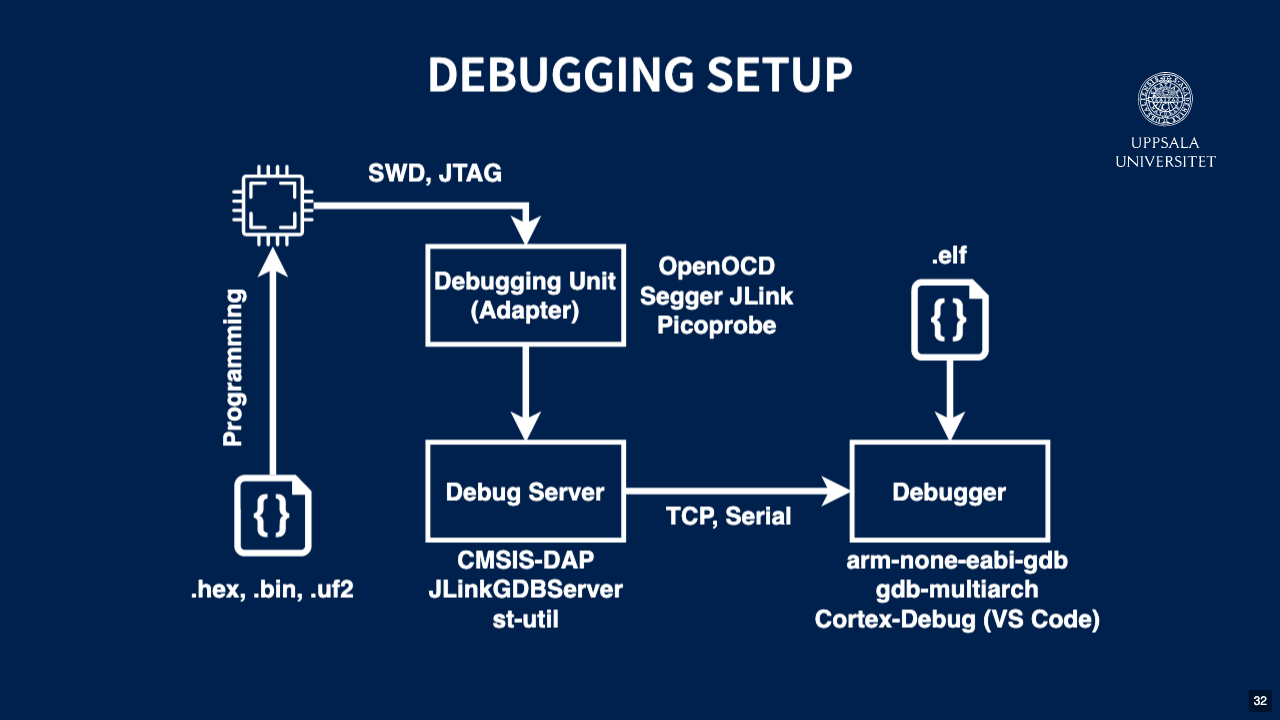 DEBUGGING SETUP
UPPSALA
UNIVERSITET
SWD, JTAG
Debugging Unit
(Adapter)
OpenOCD
Segger JLink
Picoprobe
.elf
Programming
Debug Server
TCP, Serial
Debugger
.hex, .bin, .uf2
CMSIS-DAP
JLinkGDBServer
st-util
arm-none-eabi-gdb
gdb-multiarch
Cortex-Debug (VS Code)
32